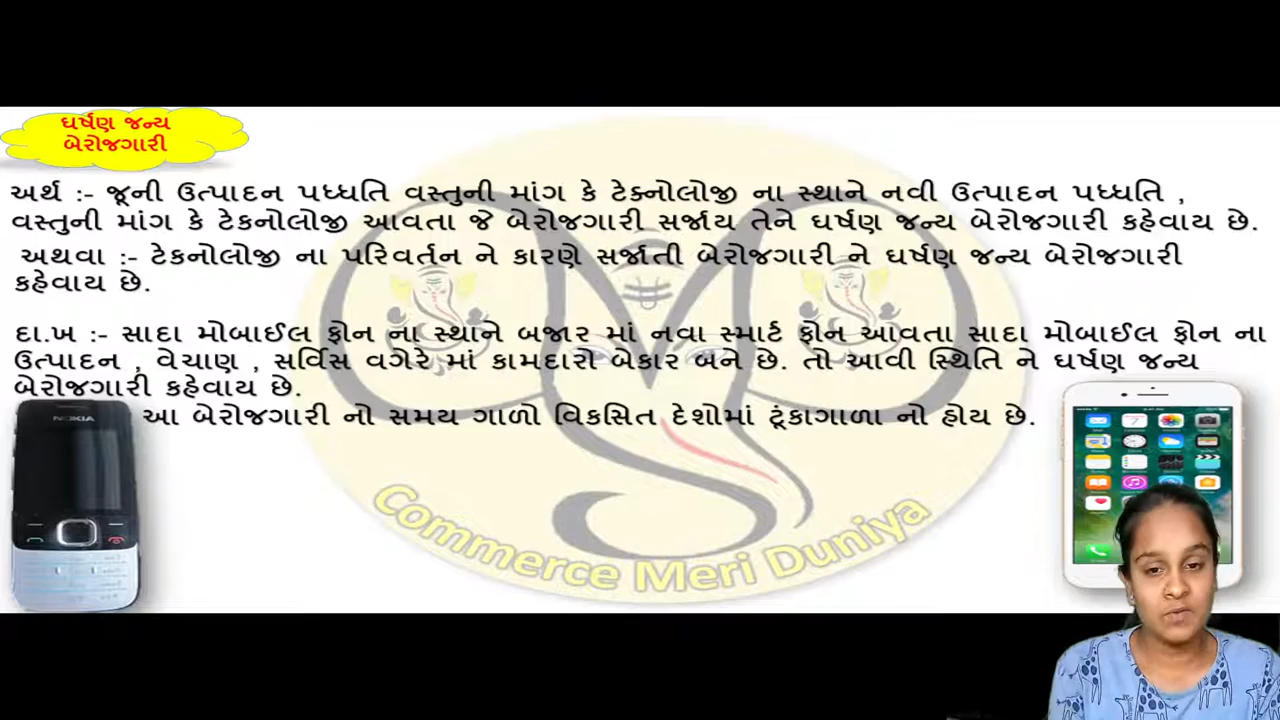 ઘર્ષણ જન્ય
બેરોજગારી
અર્થ :- જૂની ઉત્પાદન પધ્ધતિ વસ્તુની માંગ કે ટેક્નોલોજી ના સ્થાને નવી ઉત્પાદન પધ્ધતિ ,
વસ્તુની માંગ કે ટેકનોલોજી આવતા જે બેરોજગારી સર્જાય તેને ઘર્ષણ જન્ય બેરોજગારી કહેવાય છે.
અથવા :- ટેકનોલોજી ના પરિવર્તન ને કારણે સર્જાતી બેરોજગારી ને ઘર્ષણ જન્ય બેરોજગારી
કહેવાય છે.
દા.ખ :- સાદા મોબાઈલ ફોન ના સ્થાને બજાર માં નવા સ્માર્ટ ફોન આવતા સાદા મોબાઈલ ફોન ના
ઉત્પાદન , વેચાણ , સર્વિસ વગેરે માં કામદારો બેકાર બને છે. તો આવી સ્થિતિ ને ઘર્ષણ જન્ય
બેરોજગારી કહેવાય છે.
આ બેરોજગારી નો સમય ગાળો વિકસિત દેશોમાં ટૂંકાગાળા નો હોય છે.
NOKIA
Commerce Meri Duniya